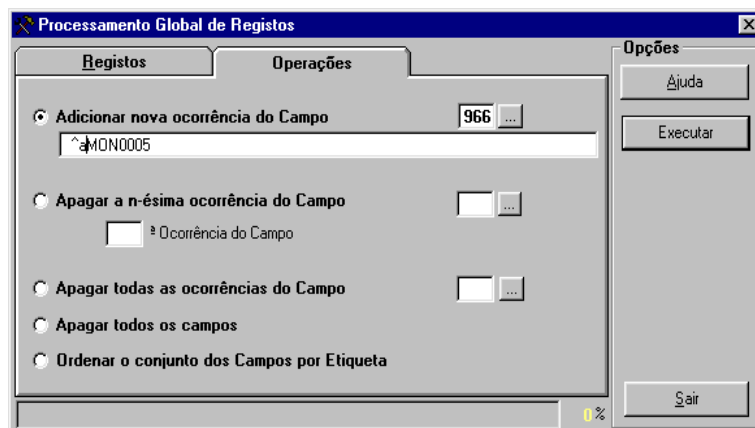 Processamento Global de Registos
Registos
Operações
Adicionar nova ocorrência do Campo 966 ...
^aMON0005
Apagar a n-ésima ocorrência do Campo ...
ª Ocorrência do Campo
Apagar todas as ocorrências do Campo ...
Apagar todos os campos
Ordenar o conjunto dos Campos por Etiqueta
0%
Opções
Ajuda
Executar
Sair